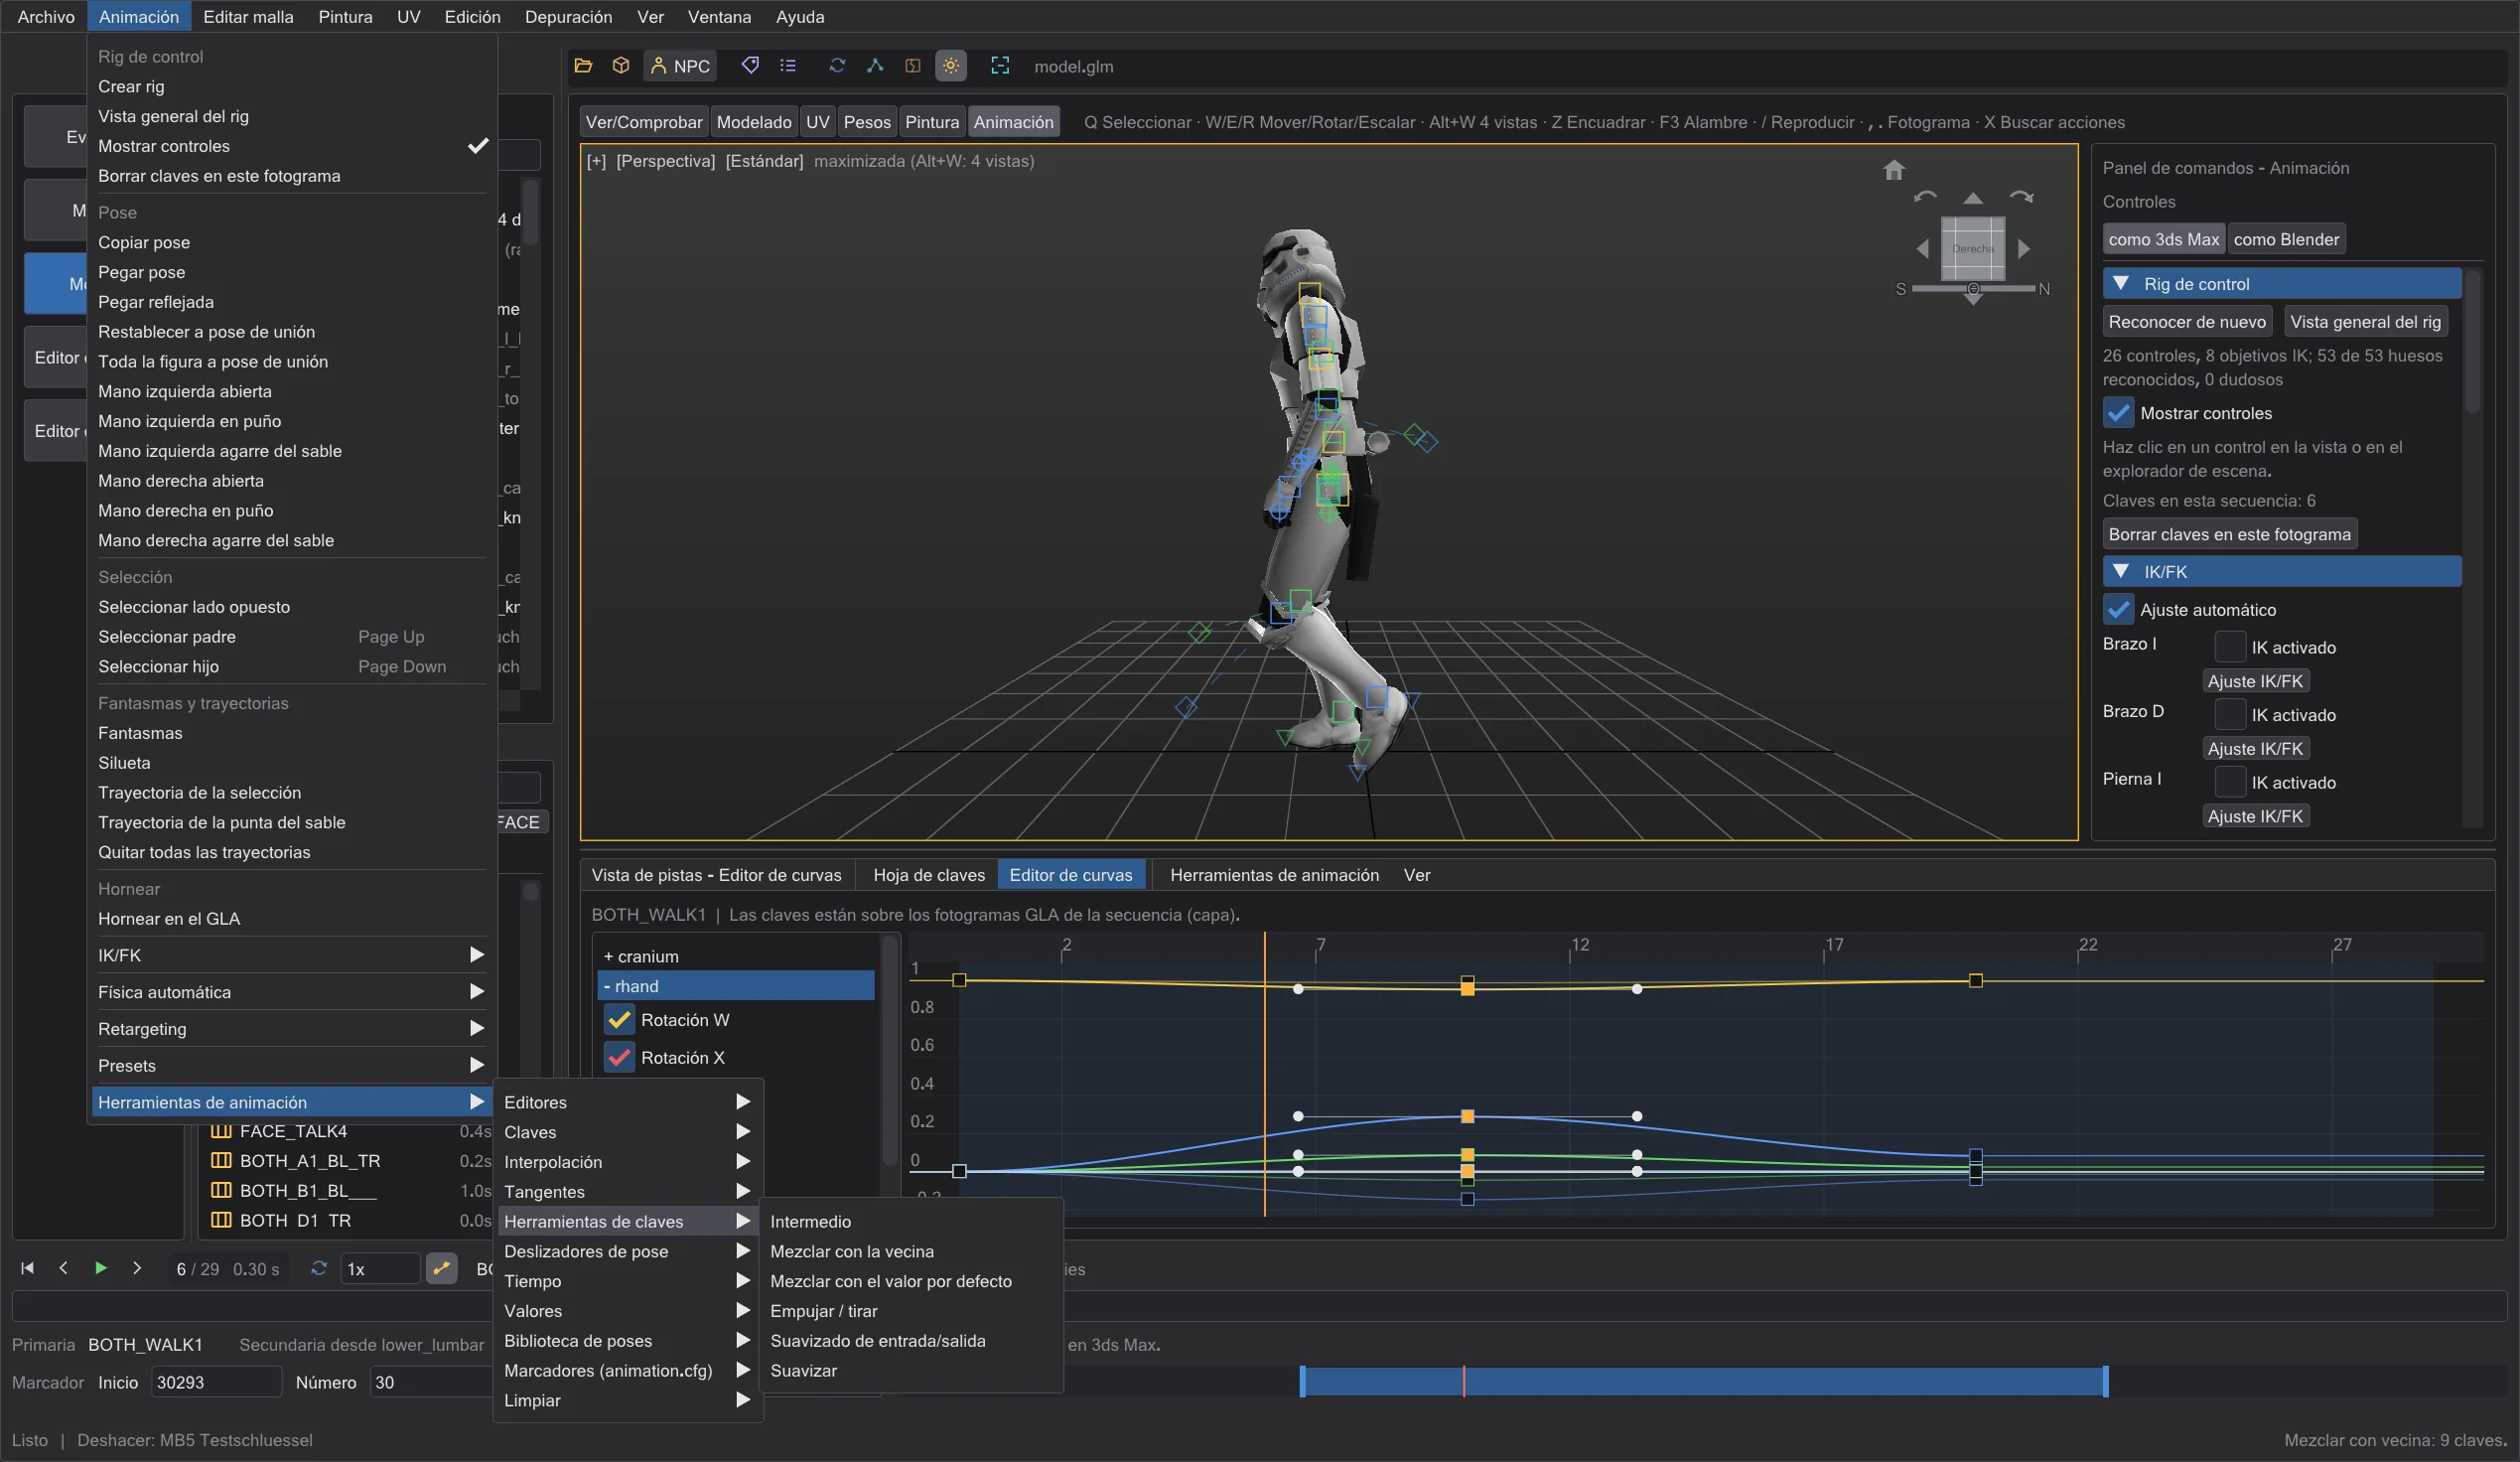 Archivo Animación Editar malla Pintura UV Edición Depuración Ver Ventana Ayuda
Rig de control
Crear rig
Vista general del rig
Mostrar controles
Borrar claves en este fotograma
Pose
Copiar pose
Pegar pose
Pegar reflejada
Restablecer a pose de unión
Toda la figura a pose de unión
Mano izquierda abierta
Mano izquierda en puño
Mano izquierda agarre del sable
Mano derecha abierta
Mano derecha en puño
Mano derecha agarre del sable
Selección
Seleccionar lado opuesto
Seleccionar padre Page Up
Seleccionar hijo Page Down
Fantasmas y trayectorias
Fantasmas
Silueta
Trayectoria de la selección
Trayectoria de la punta del sable
Quitar todas las trayectorias
Hornear
Hornear en el GLA
IK/FK
Física automática
Retargeting
Presets
Herramientas de animación
Editor
Editor
FACE
FACE_TALK4 0.4s
BOTH_A1_BL_TR 0.2s
BOTH_B1_BL___ 1.0s
BOTH_D1_TR 0.0s
Editores
Claves
Interpolación
Tangentes
Herramientas de claves
Deslizadores de pose
Tiempo
Valores
Biblioteca de poses
Marcadores (animation.cfg)
Limpiar
Intermedio
Mezclar con la vecina
Mezclar con el valor por defecto
Empujar / tirar
Suavizado de entrada/salida
Suavizar
NPC model.glm
Ver/Comprobar Modelado UV Pesos Pintura Animación Q Seleccionar · W/E/R Mover/Rotar/Escalar · Alt+W 4 vistas · Z Encuadrar · F3 Alambre · / Reproducir · , . Fotograma · X Buscar acciones
[+] [Perspectiva] [Estándar] maximizada (Alt+W: 4 vistas)
Derecha
S N
Panel de comandos - Animación
Controles
como 3ds Max como Blender
Rig de control
Reconocer de nuevo Vista general del rig
26 controles, 8 objetivos IK; 53 de 53 huesos
reconocidos, 0 dudosos
Mostrar controles
Haz clic en un control en la vista o en el
explorador de escena.
Claves en esta secuencia: 6
Borrar claves en este fotograma
IK/FK
Ajuste automático
Brazo I IK activado
Ajuste IK/FK
Brazo D IK activado
Ajuste IK/FK
Pierna I IK activado
Ajuste IK/FK
Vista de pistas - Editor de curvas Hoja de claves Editor de curvas Herramientas de animación Ver
BOTH_WALK1 | Las claves están sobre los fotogramas GLA de la secuencia (capa).
+ cranium
- rhand
Rotación W
Rotación X
2 7 12 17 22 27
1
0.8
0.6
0.4
0.2
0
6 / 29 0.30 s 1x
Primaria BOTH_WALK1 Secundaria desde lower_lumbar en 3ds Max.
Marcador Inicio 30293 Número 30
Listo | Deshacer: MB5 Testschluessel
Mezclar con vecina: 9 claves.